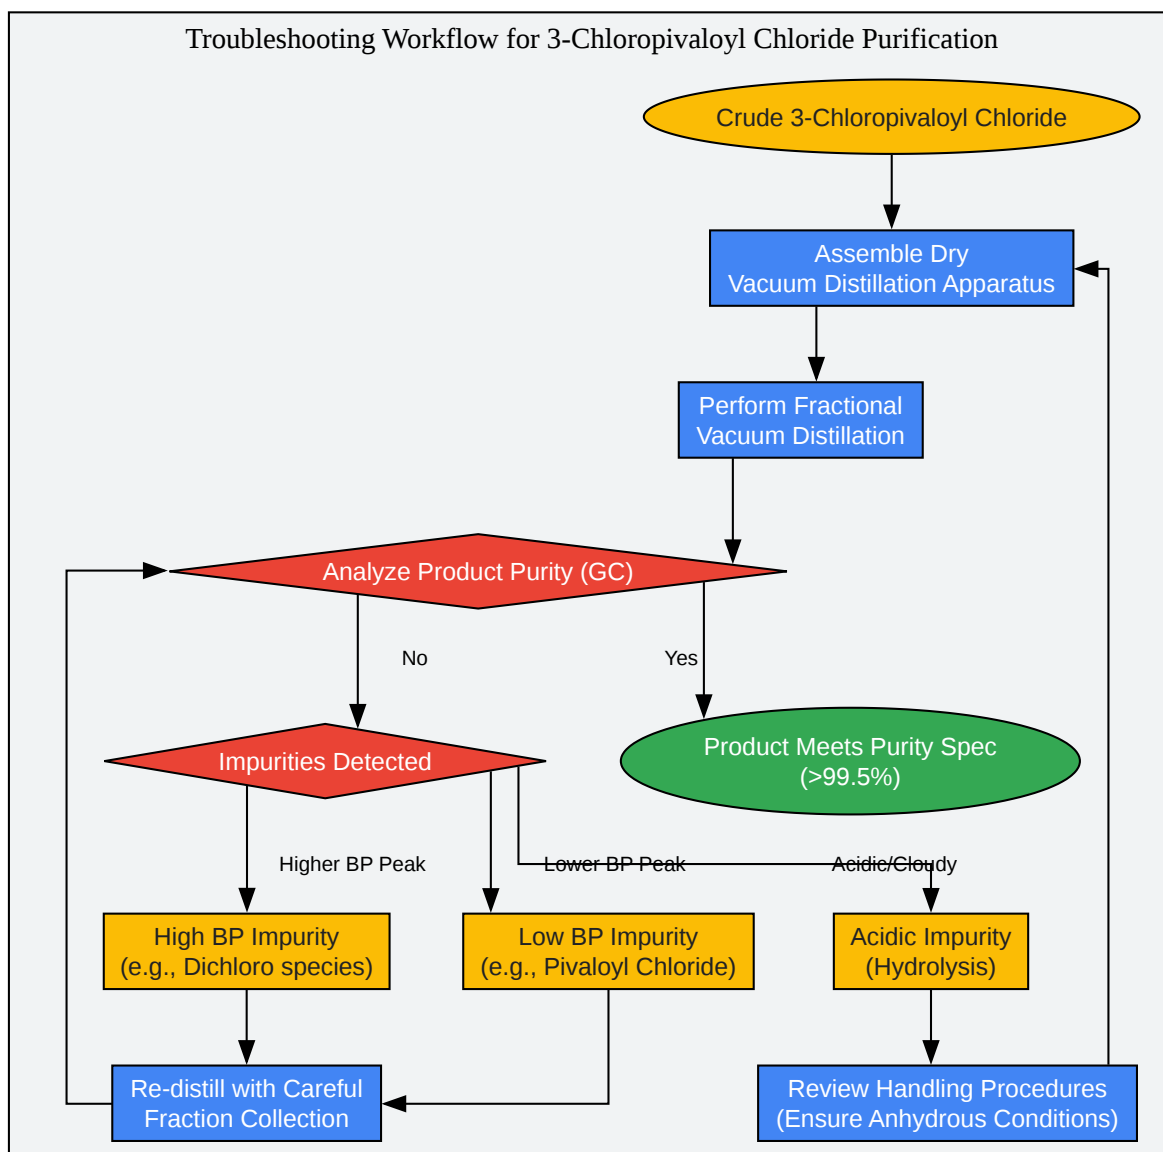 Troubleshooting Workflow for 3-Chloropivaloyl Chloride Purification
Crude 3-Chloropivaloyl Chloride
Assemble Dry
Vacuum Distillation Apparatus
Perform Fractional
Vacuum Distillation
Analyze Product Purity (GC)
No
Yes
Impurities Detected
Product Meets Purity Spec
(>99.5%)
Higher BP Peak
Lower BP Peak
Acidic/Cloudy
High BP Impurity
(e.g., Dichloro species)
Low BP Impurity
(e.g., Pivaloyl Chloride)
Acidic Impurity
(Hydrolysis)
Re-distill with Careful
Fraction Collection
Review Handling Procedures
(Ensure Anhydrous Conditions)